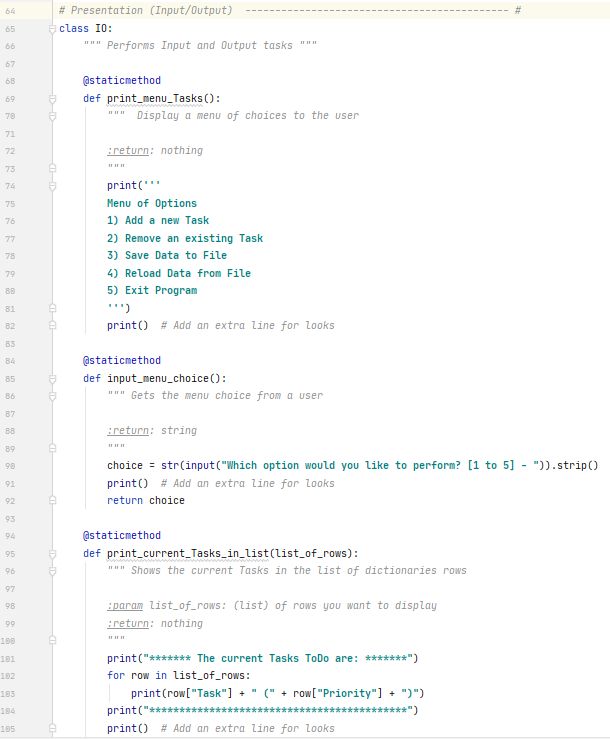 64 # Presentation (Input/Output)  -------------------------------------------- #
65 class IO:
66     """ Performs Input and Output tasks """
67
68     @staticmethod
69     def print_menu_Tasks():
70         """  Display a menu of choices to the user
71
72         :return: nothing
73         """
74         print('''
75         Menu of Options
76         1) Add a new Task
77         2) Remove an existing Task
78         3) Save Data to File
79         4) Reload Data from File
80         5) Exit Program
81         ''')
82         print()  # Add an extra line for looks
83
84     @staticmethod
85     def input_menu_choice():
86         """ Gets the menu choice from a user
87
88         :return: string
89         """
90         choice = str(input("Which option would you like to perform? [1 to 5] - ")).strip()
91         print()  # Add an extra line for looks
92         return choice
93
94     @staticmethod
95     def print_current_Tasks_in_list(list_of_rows):
96         """ Shows the current Tasks in the list of dictionaries rows
97
98         :param list_of_rows: (list) of rows you want to display
99         :return: nothing
100         """
101         print("******* The current Tasks ToDo are: *******")
102         for row in list_of_rows:
103             print(row["Task"] + " (" + row["Priority"] + ")")
104         print("*******************************************")
105         print()  # Add an extra line for looks